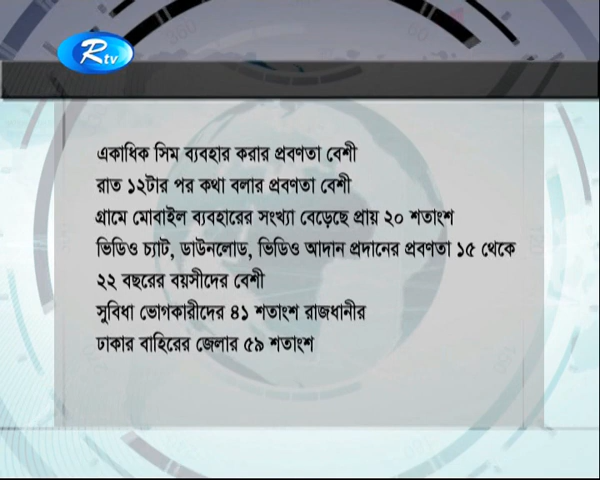 Rtv
একাধিক সিম ব্যবহার করার প্রবণতা বেশী
রাত ১২টার পর কথা বলার প্রবণতা বেশী
গ্রামে মোবাইল ব্যবহারের সংখ্যা বেড়েছে প্রায় ২০ শতাংশ
ভিডিও চ্যাট, ডাউনলোড, ভিডিও আদান প্রদানের প্রবণতা ১৫ থেকে
২২ বছরের বয়সীদের বেশী
সুবিধা ভোগকারীদের ৪১ শতাংশ রাজধানীর
ঢাকার বাহিরের জেলার ৫৯ শতাংশ